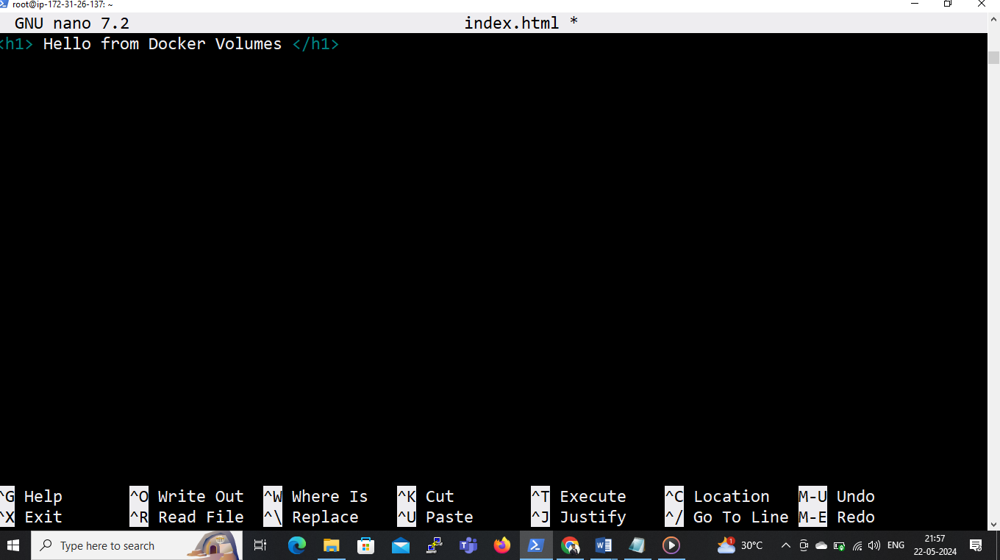 root@ip-172-31-26-137: ~
GNU nano 7.2 index.html *
<h1> Hello from Docker Volumes </h1>
^G Help ^O Write Out ^W Where Is ^K Cut ^T Execute ^C Location M-U Undo
^X Exit ^R Read File ^\ Replace ^U Paste ^J Justify ^/ Go To Line M-E Redo
Type here to search 1 30°C ENG 21:57
22-05-2024